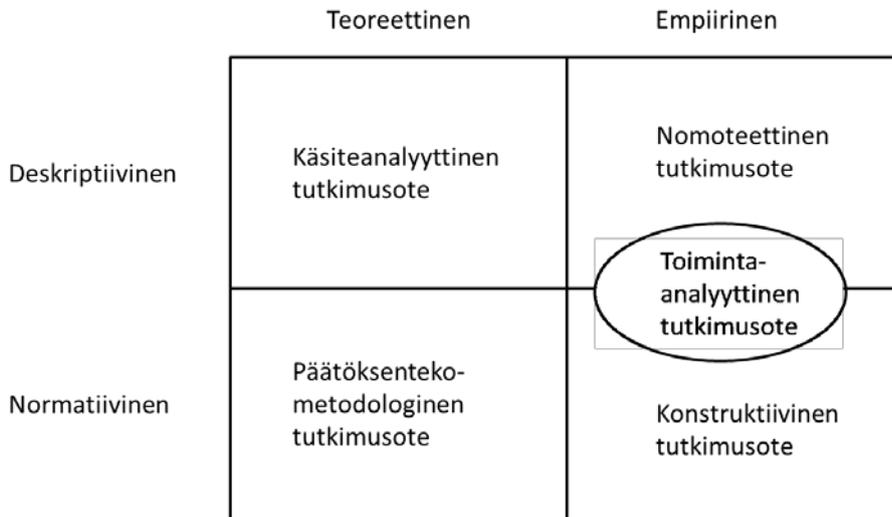 Teoreettinen
Empiirinen
Deskriptiivinen
Käsiteanalyyttinen
tutkimusote
Nomoteettinen
tutkimusote
Toiminta-
analyyttinen
tutkimusote
Normatiivinen
Päätöksenteko-
metodologinen
tutkimusote
Konstruktiivinen
tutkimusote